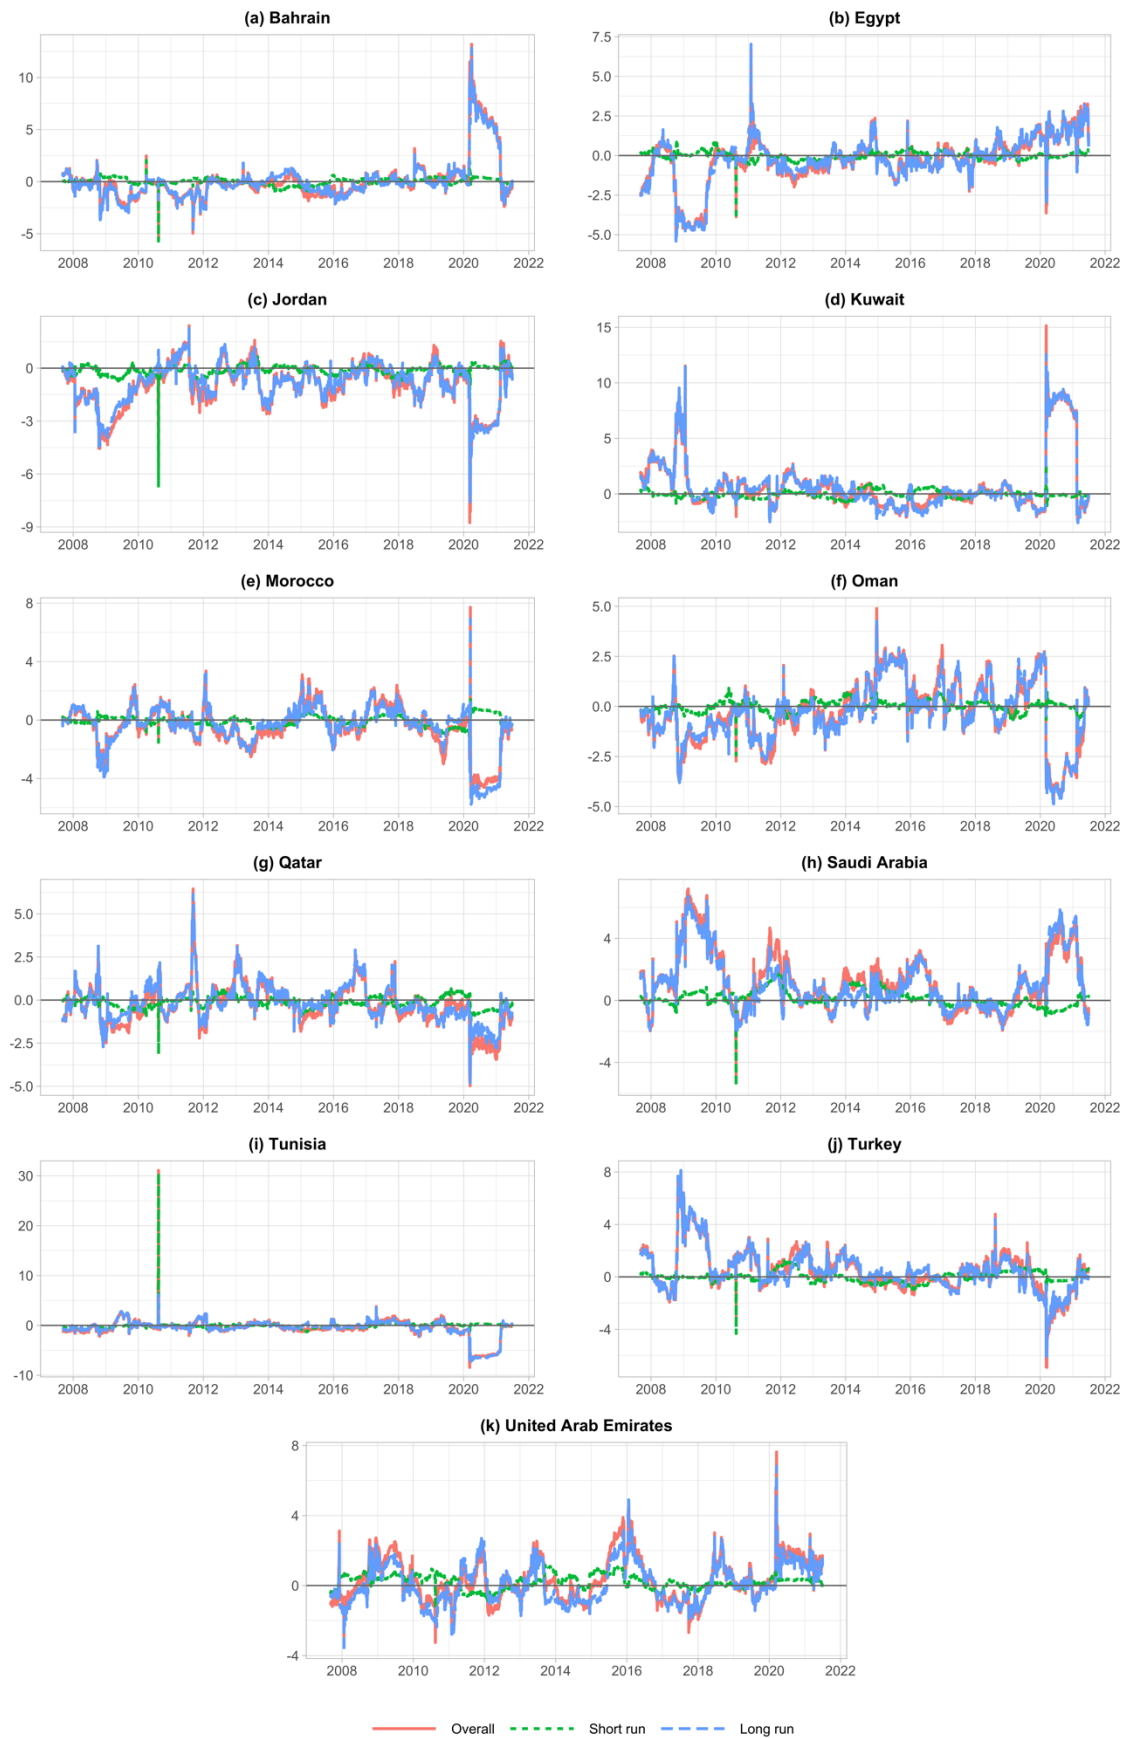 (a) Bahrain
10
5
0
-5
2008 2010 2012 2014 2016 2018 2020 2022
(b) Egypt
7.5
5.0
2.5
0.0
-2.5
-5.0
2008 2010 2012 2014 2016 2018 2020 2022
(c) Jordan
0
-3
-6
-9
2008 2010 2012 2014 2016 2018 2020 2022
(d) Kuwait
15
10
5
0
2008 2010 2012 2014 2016 2018 2020 2022
(e) Morocco
8
4
0
-4
2008 2010 2012 2014 2016 2018 2020 2022
(f) Oman
5.0
2.5
0.0
-2.5
-5.0
2008 2010 2012 2014 2016 2018 2020 2022
(g) Qatar
5.0
2.5
0.0
-2.5
-5.0
2008 2010 2012 2014 2016 2018 2020 2022
(h) Saudi Arabia
4
0
-4
2008 2010 2012 2014 2016 2018 2020 2022
(i) Tunisia
30
20
10
0
-10
2008 2010 2012 2014 2016 2018 2020 2022
(j) Turkey
8
4
0
-4
2008 2010 2012 2014 2016 2018 2020 2022
(k) United Arab Emirates
8
4
0
-4
2008 2010 2012 2014 2016 2018 2020 2022
Overall Short run Long run